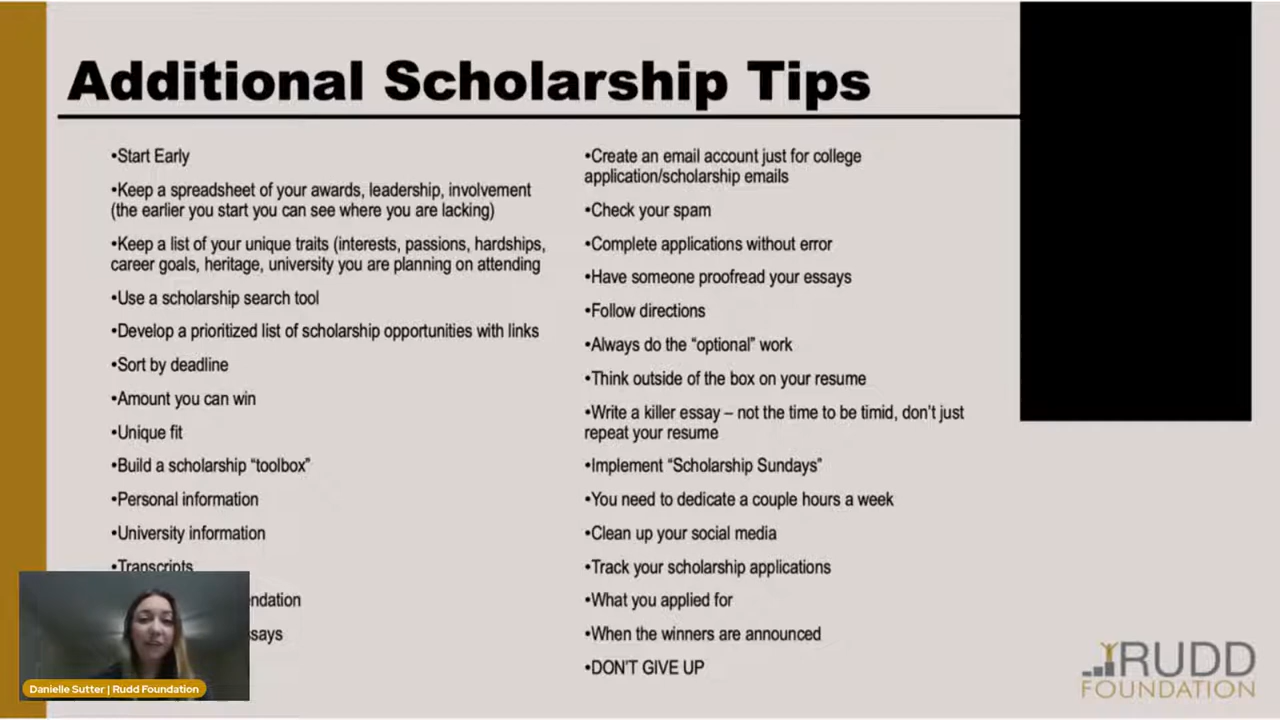 Additional Scholarship Tips
•Start Early
•Keep a spreadsheet of your awards, leadership, involvement
(the earlier you start you can see where you are lacking)
•Keep a list of your unique traits (interests, passions, hardships,
career goals, heritage, university you are planning on attending
•Use a scholarship search tool
•Develop a prioritized list of scholarship opportunities with links
•Sort by deadline
•Amount you can win
•Unique fit
•Build a scholarship “toolbox”
•Personal information
•University information
•Transcripts
•Create an email account just for college
application/scholarship emails
•Check your spam
•Complete applications without error
•Have someone proofread your essays
•Follow directions
•Always do the “optional” work
•Think outside of the box on your resume
•Write a killer essay – not the time to be timid, don’t just
repeat your resume
•Implement “Scholarship Sundays”
•You need to dedicate a couple hours a week
•Clean up your social media
•Track your scholarship applications
•What you applied for
•When the winners are announced
•DON’T GIVE UP
Danielle Sutter | Rudd Foundation
RUDD
FOUNDATION